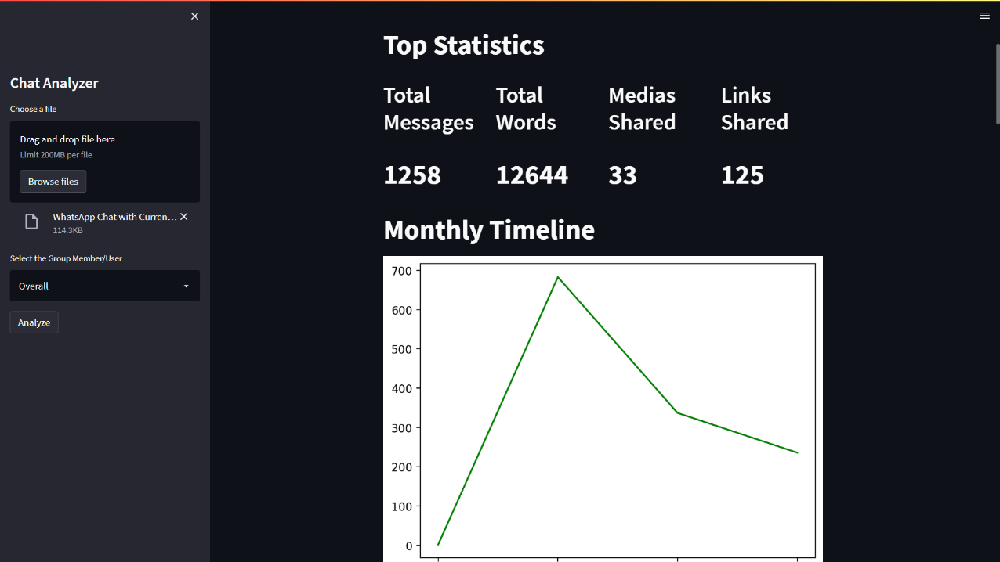 Chat Analyzer
Choose a file
Drag and drop file here
Limit 200MB per file
Browse files
WhatsApp Chat with Curren...
114.3KB
Select the Group Member/User
Overall
Analyze
Top Statistics
Total
Messages
Total
Words
Medias
Shared
Links
Shared
1258
12644
33
125
Monthly Timeline
700
600
500
400
300
200
100
0